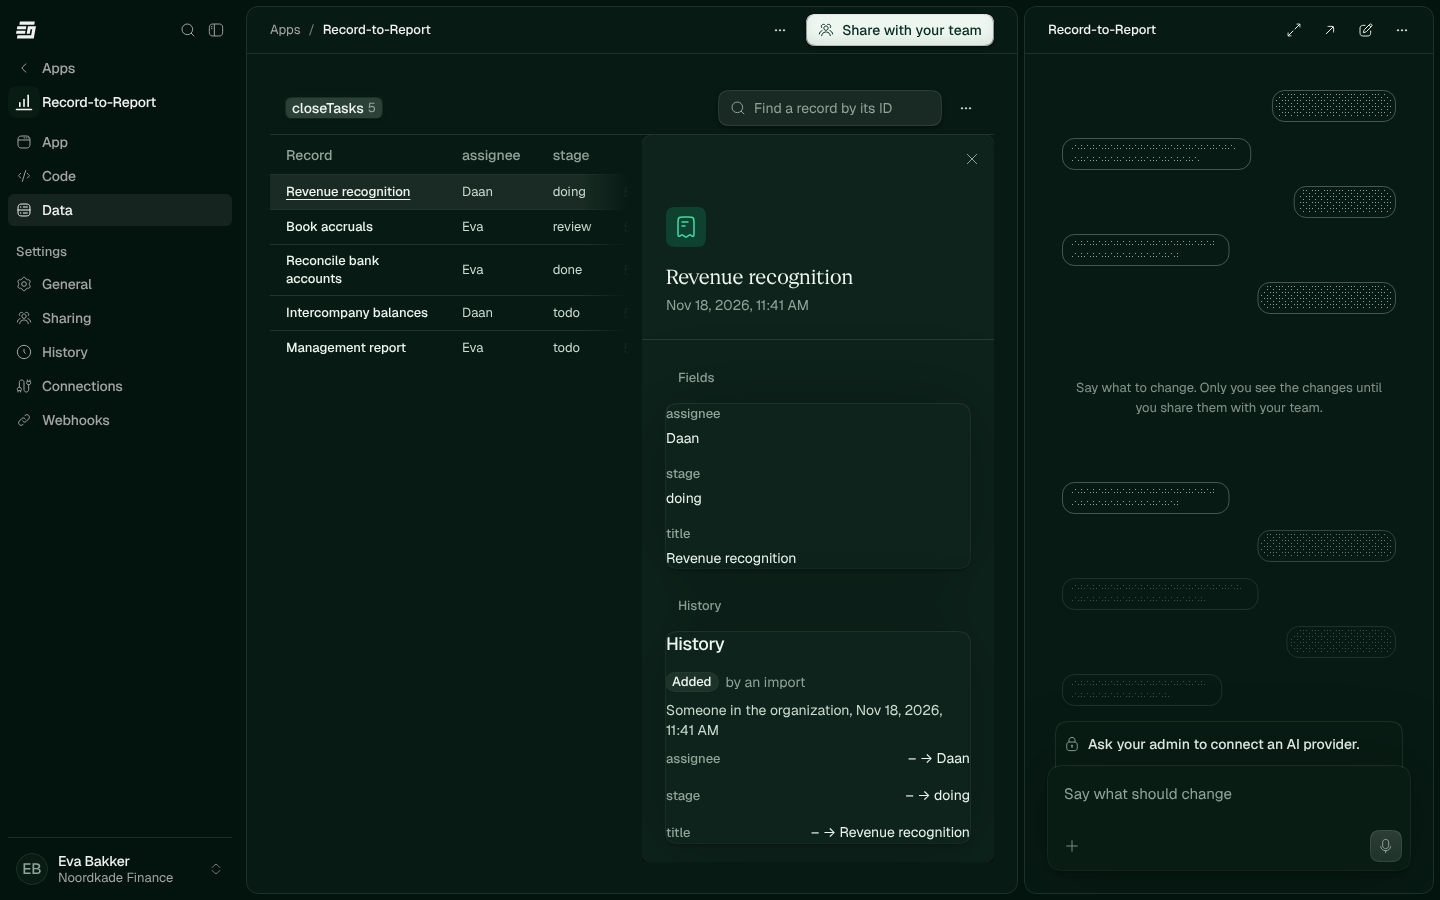 Apps
Record-to-Report
App
Code
Data
Settings
General
Sharing
History
Connections
Webhooks
EB
Eva Bakker
Noordkade Finance
Apps / Record-to-Report
Share with your team
closeTasks 5
Find a record by its ID
Record assignee stage
Revenue recognition Daan doing
Book accruals Eva review
Reconcile bank
accounts Eva done
Intercompany balances Daan todo
Management report Eva todo
Revenue recognition
Nov 18, 2026, 11:41 AM
Fields
assignee
Daan
stage
doing
title
Revenue recognition
History
History
Added by an import
Someone in the organization, Nov 18, 2026,
11:41 AM
assignee – → Daan
stage – → doing
title – → Revenue recognition
Record-to-Report
Say what to change. Only you see the changes until
you share them with your team.
Ask your admin to connect an AI provider.
Say what should change